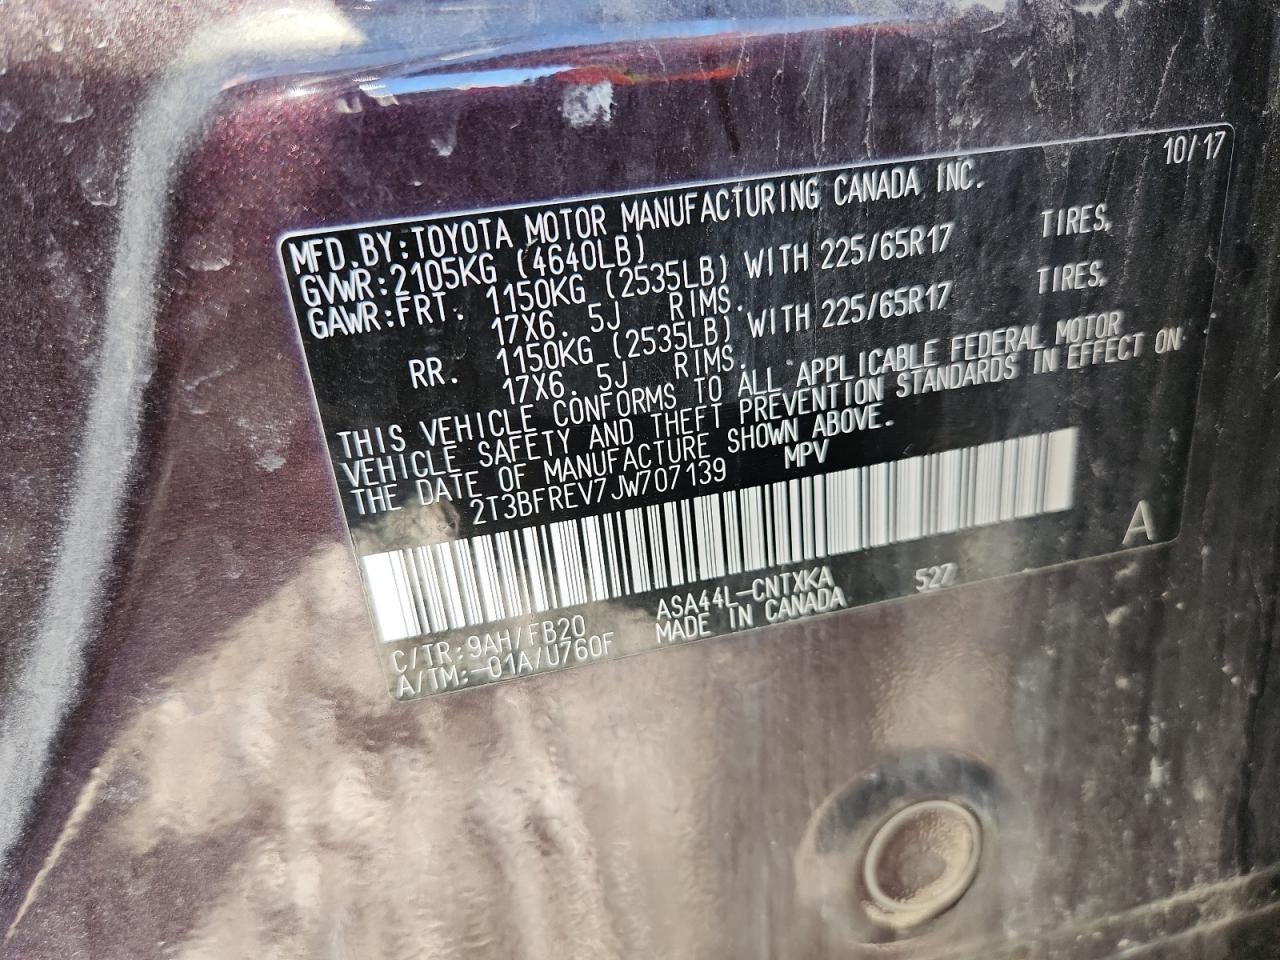 10/17
MFD.BY:TOYOTA MOTOR MANUFACTURING CANADA INC.
GVWR:2105KG (4640LB)
GAWR:FRT. 1150KG (2535LB) WITH 225/65R17 TIRES,
17X6.5J RIMS.
RR. 1150KG (2535LB) WITH 225/65R17 TIRES,
17X6.5J RIMS.
THIS VEHICLE CONFORMS TO ALL APPLICABLE FEDERAL MOTOR
VEHICLE SAFETY AND THEFT PREVENTION STANDARDS IN EFFECT ON
THE DATE OF MANUFACTURE SHOWN ABOVE.
2T3BFREV7JW707139 MPV
A
C/TR:9AH/FB20 ASA44L-CNTXKA 527
A/TM:-01A/U760F MADE IN CANADA